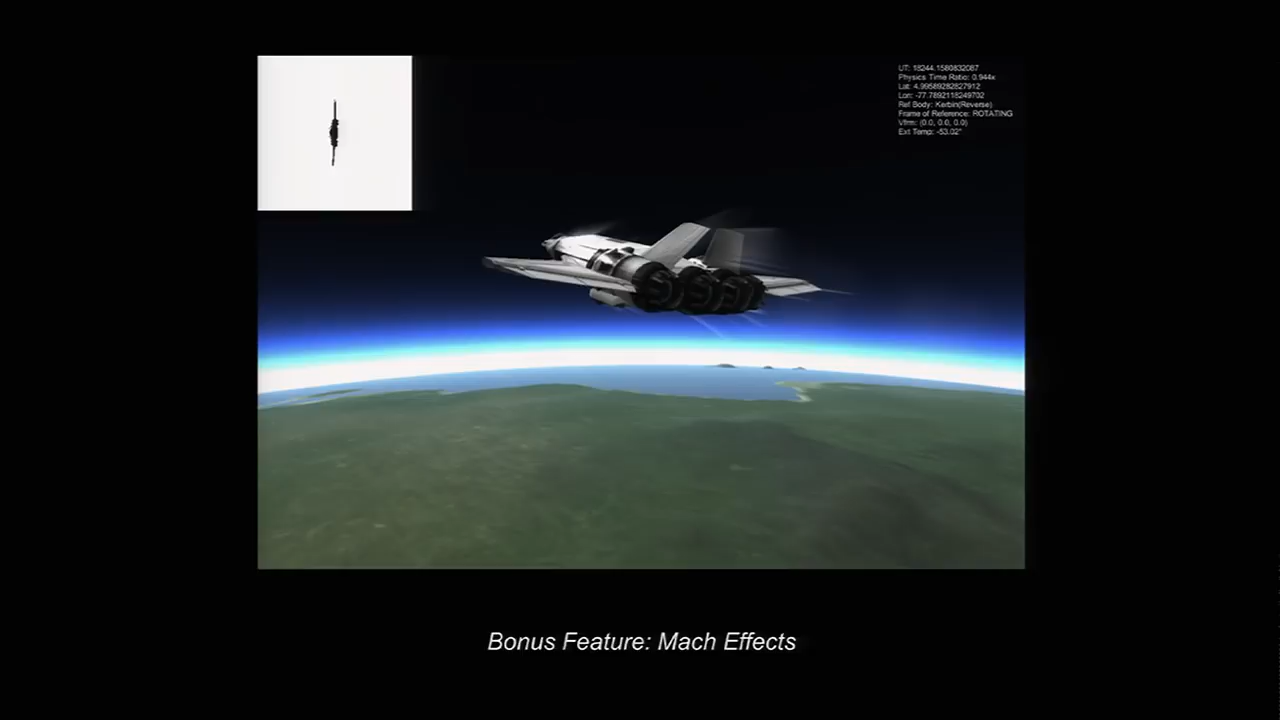 UT: 18244.1580832087
Physics Time Ratio: 0.944x
Lat: 4.99589282827912
Lon: -77.7892118249702
Ref Body: Kerbin(Reverse)
Frame of Reference: ROTATING
Vfrm: (0.0, 0.0, 0.0)
Ext Temp: -53.02°
Bonus Feature: Mach Effects